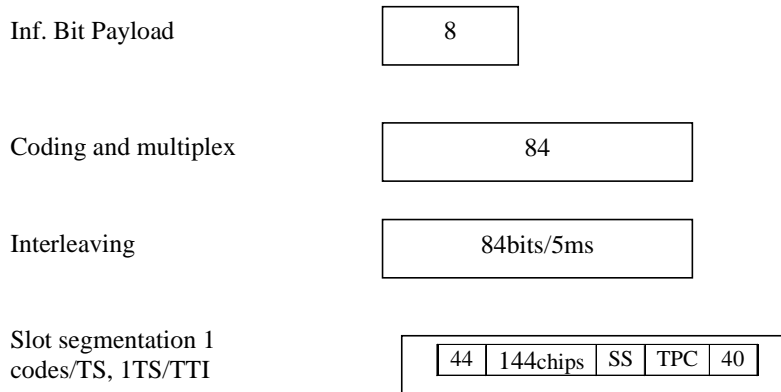 Inf. Bit Payload 8
Coding and multiplex 84
Interleaving 84bits/5ms
Slot segmentation 1
codes/TS, 1TS/TTI 44 144chips SS TPC 40